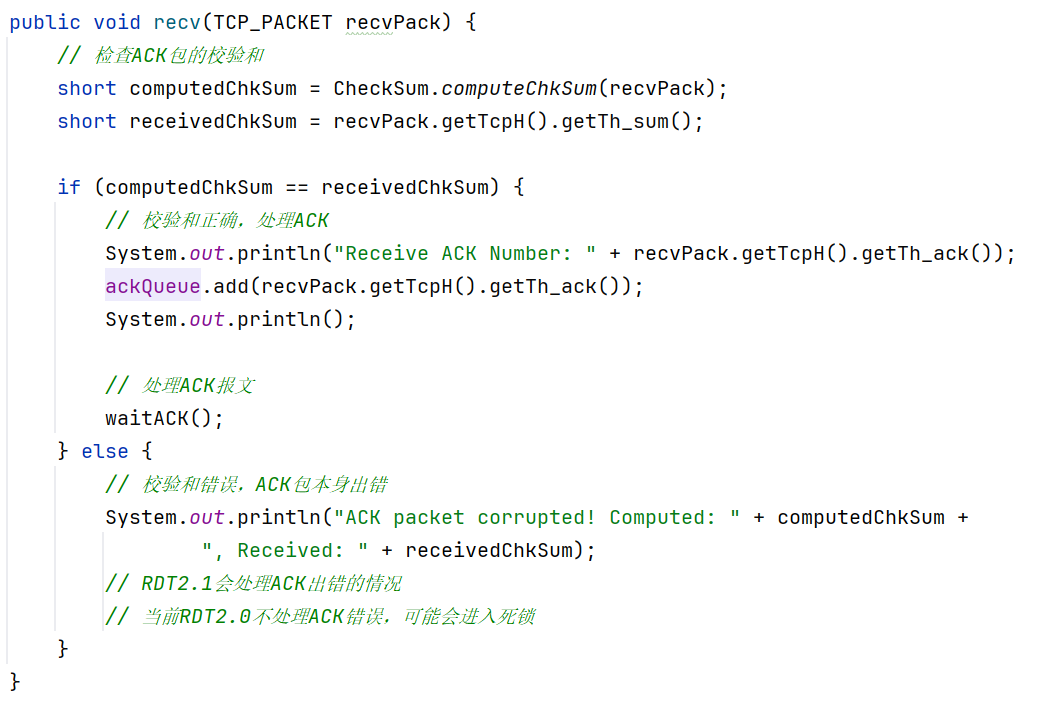 public void recv(TCP_PACKET recvPack) {
    // 检查ACK包的校验和
    short computedChkSum = CheckSum.computeChkSum(recvPack);
    short receivedChkSum = recvPack.getTcpH().getTh_sum();

    if (computedChkSum == receivedChkSum) {
        // 校验和正确，处理ACK
        System.out.println("Receive ACK Number: " + recvPack.getTcpH().getTh_ack());
        ackQueue.add(recvPack.getTcpH().getTh_ack());
        System.out.println();

        // 处理ACK报文
        waitACK();
    } else {
        // 校验和错误，ACK包本身出错
        System.out.println("ACK packet corrupted! Computed: " + computedChkSum +
                ", Received: " + receivedChkSum);
        // RDT2.1会处理ACK出错的情况
        // 当前RDT2.0不处理ACK错误，可能会进入死锁
    }
}